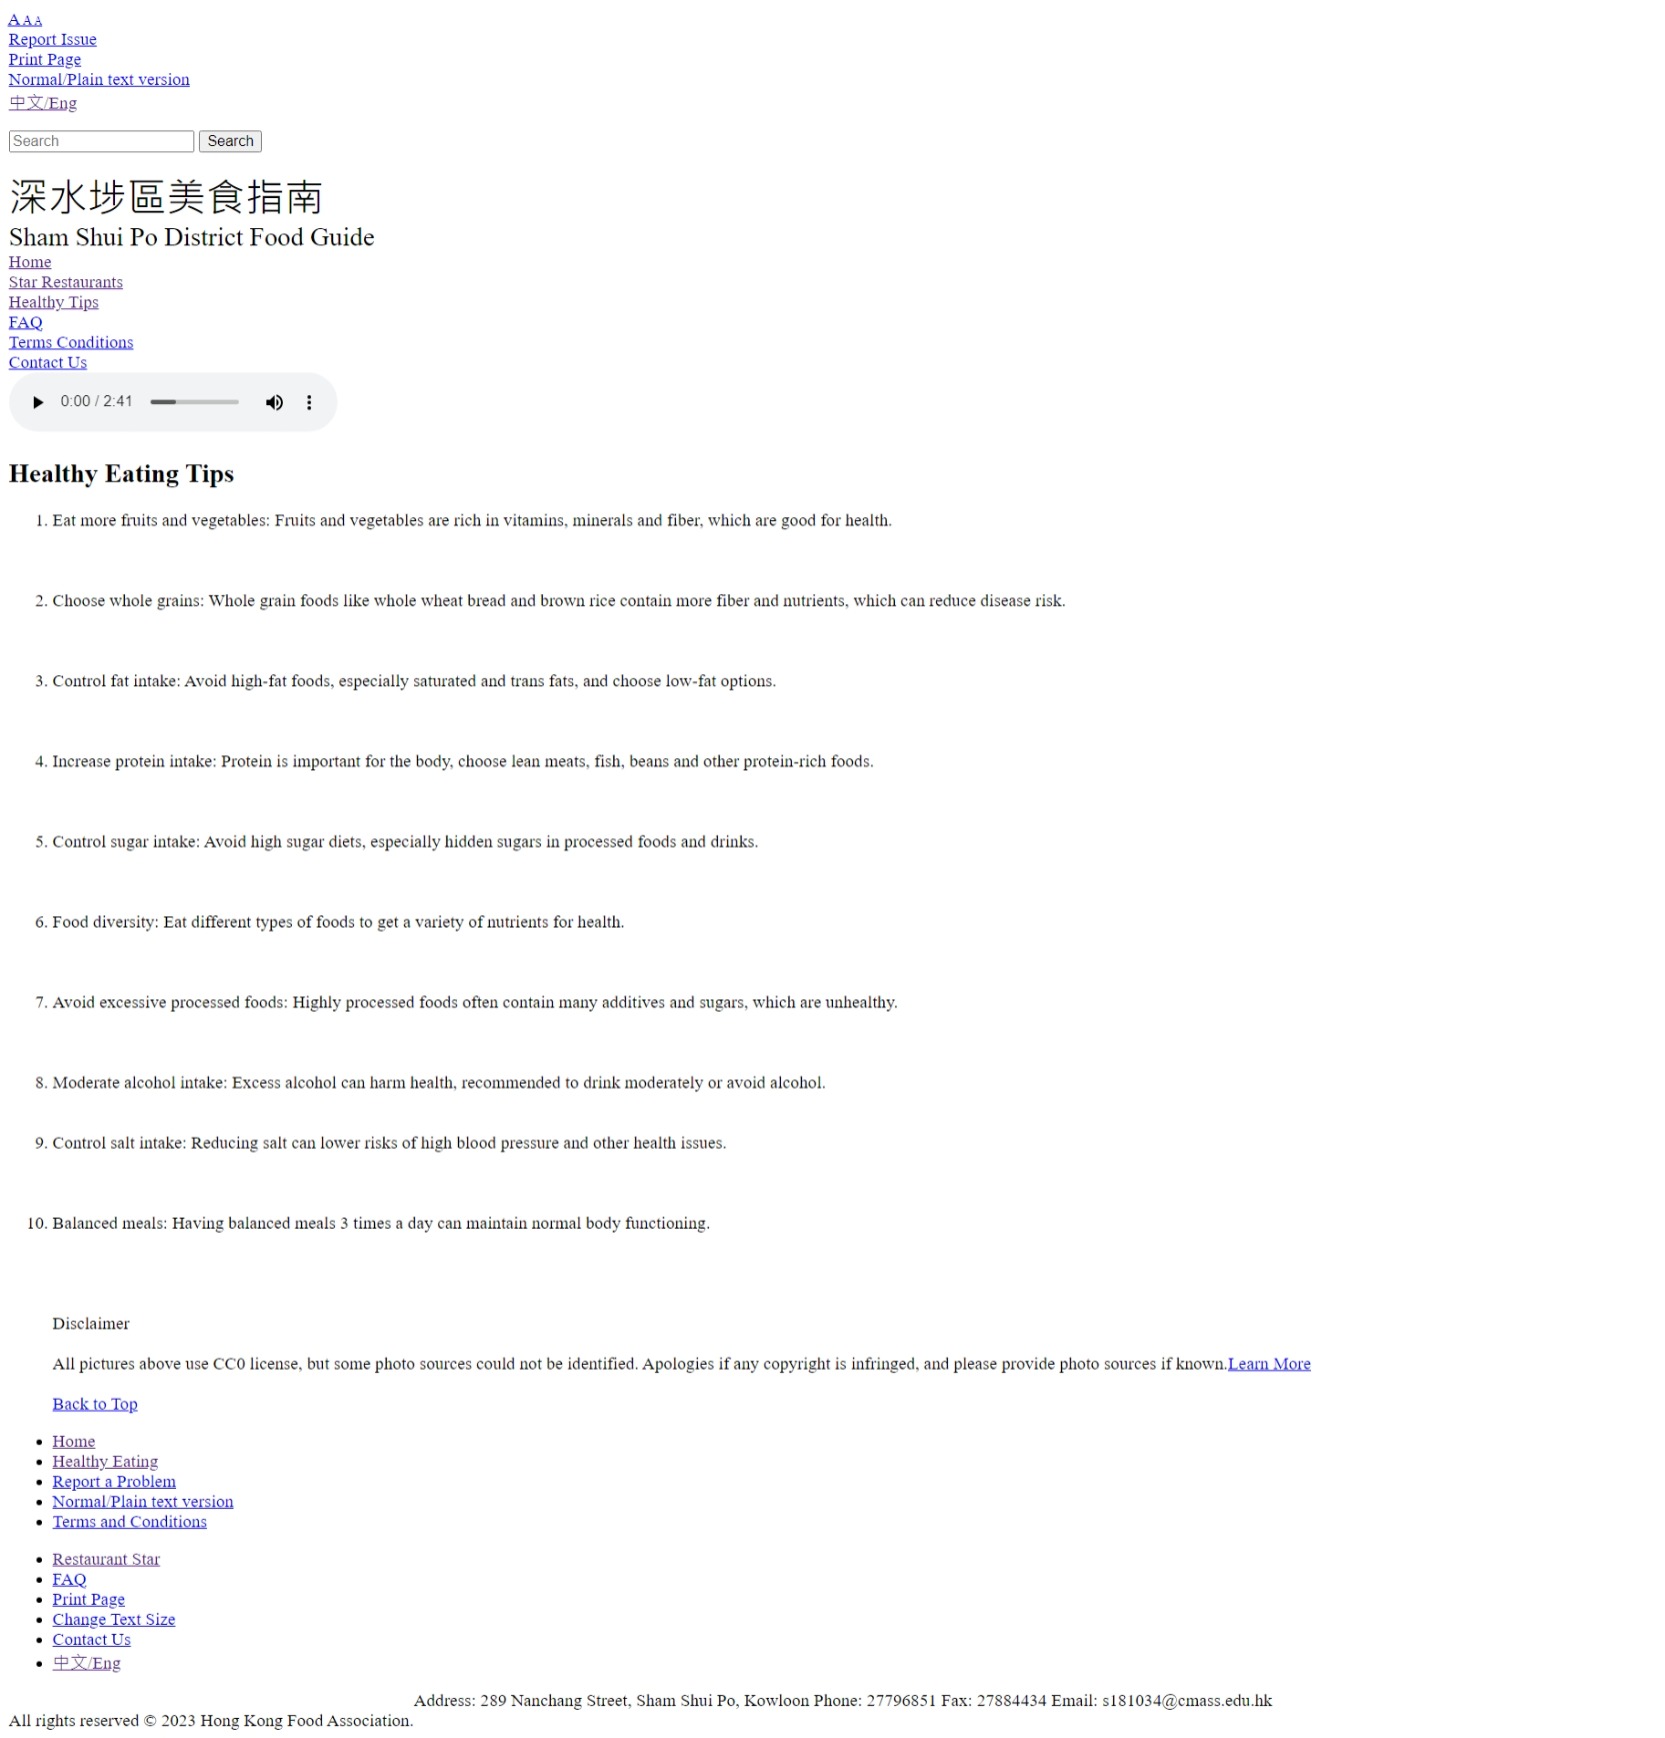 A A A
Report Issue
Print Page
Normal/Plain text version
中文/Eng
Search Search
深水埗區美食指南
Sham Shui Po District Food Guide
Home
Star Restaurants
Healthy Tips
FAQ
Terms Conditions
Contact Us
0:00 / 2:41
Healthy Eating Tips
1. Eat more fruits and vegetables: Fruits and vegetables are rich in vitamins, minerals and fiber, which are good for health.
2. Choose whole grains: Whole grain foods like whole wheat bread and brown rice contain more fiber and nutrients, which can reduce disease risk.
3. Control fat intake: Avoid high-fat foods, especially saturated and trans fats, and choose low-fat options.
4. Increase protein intake: Protein is important for the body, choose lean meats, fish, beans and other protein-rich foods.
5. Control sugar intake: Avoid high sugar diets, especially hidden sugars in processed foods and drinks.
6. Food diversity: Eat different types of foods to get a variety of nutrients for health.
7. Avoid excessive processed foods: Highly processed foods often contain many additives and sugars, which are unhealthy.
8. Moderate alcohol intake: Excess alcohol can harm health, recommended to drink moderately or avoid alcohol.
9. Control salt intake: Reducing salt can lower risks of high blood pressure and other health issues.
10. Balanced meals: Having balanced meals 3 times a day can maintain normal body functioning.
Disclaimer
All pictures above use CC0 license, but some photo sources could not be identified. Apologies if any copyright is infringed, and please provide photo sources if known.Learn More
Back to Top
• Home
• Healthy Eating
• Report a Problem
• Normal/Plain text version
• Terms and Conditions
• Restaurant Star
• FAQ
• Print Page
• Change Text Size
• Contact Us
• 中文/Eng
Address: 289 Nanchang Street, Sham Shui Po, Kowloon Phone: 27796851 Fax: 27884434 Email: s181034@cmass.edu.hk
All rights reserved © 2023 Hong Kong Food Association.